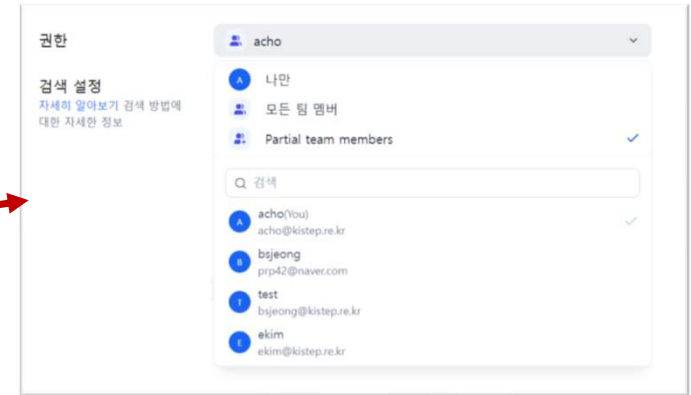 권한
acho
검색 설정
자세히 알아보기 검색 방법에
대한 자세한 정보
A 나만
모든 팀 멤버
Partial team members
검색
A acho(You)
acho@kistep.re.kr
B bsjeong
prp42@naver.com
T test
bsjeong@kistep.re.kr
E ekim
ekim@kistep.re.kr